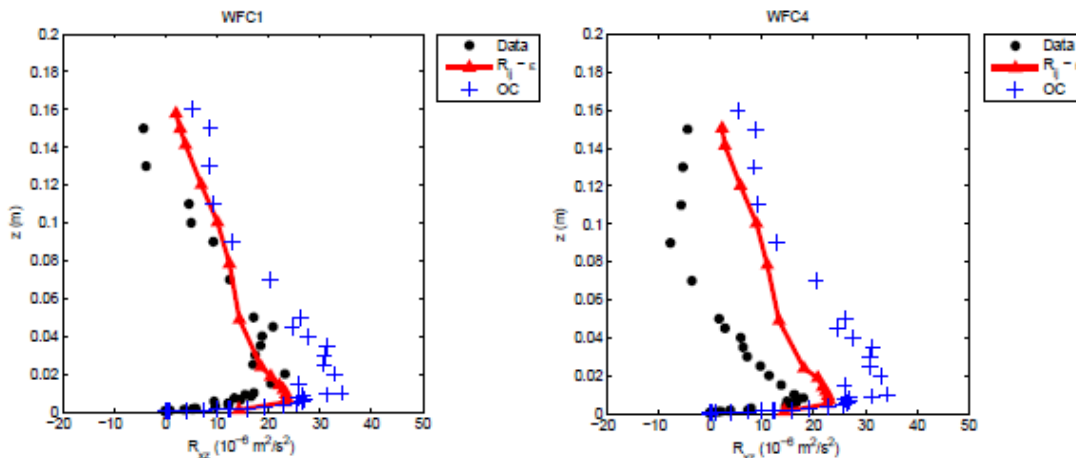 WFC1
0.2
0.18
0.16
0.14
0.12
0.1
0.08
0.06
0.04
0.02
0
z (m)
−20 −10 0 10 20 30 40 50
R_xz (10^−6 m^2/s^2)
Data
R_ij − ε
OC
WFC4
0.2
0.18
0.16
0.14
0.12
0.1
0.08
0.06
0.04
0.02
0
z (m)
−20 −10 0 10 20 30 40 50
R_xz (10^−6 m^2/s^2)
Data
R_ij − ε
OC